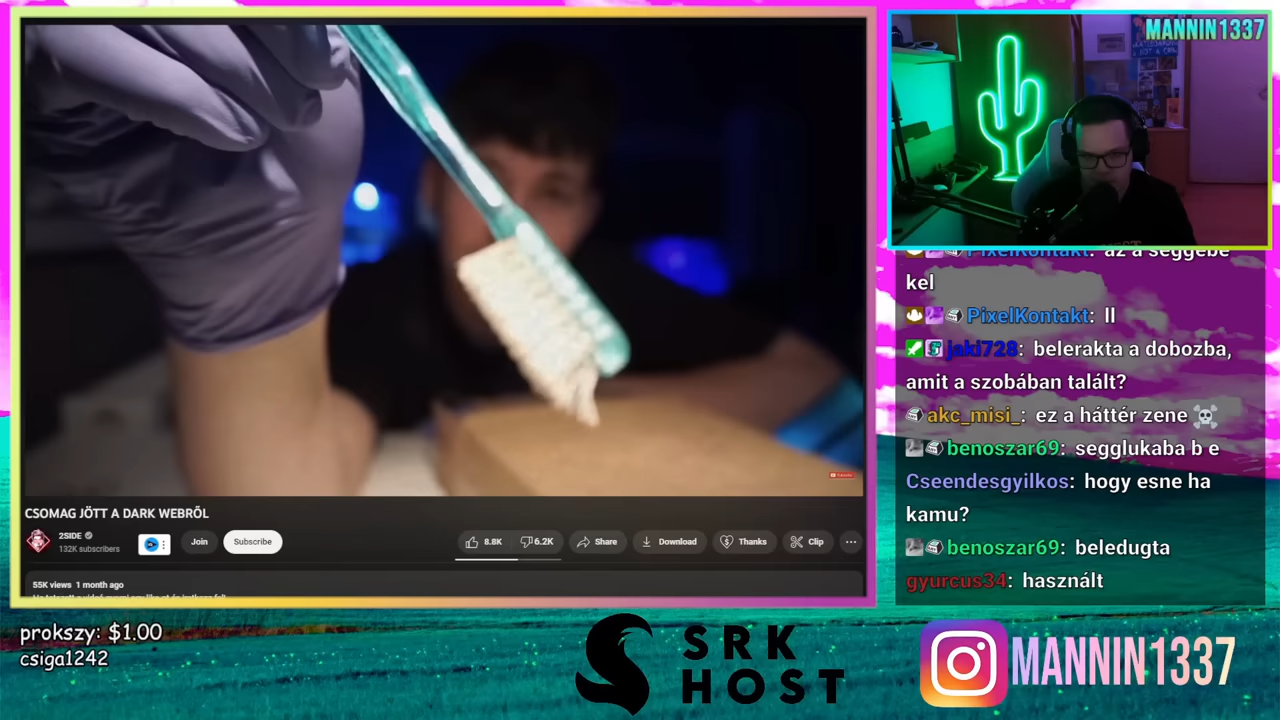 MANNIN1337
PixelKontakt: az a seggébe
kel
PixelKontakt: ll
jaki728: belerakta a dobozba,
amit a szobában talált?
akc_misi_: ez a háttér zene
benoszar69: segglukaba b e
Cseendesgyilkos: hogy esne ha
kamu?
benoszar69: beledugta
gyurcus34: használt
CSOMAG JÖTT A DARK WEBRŐL
2SIDE
132K subscribers
Join
Subscribe
8.8K
6.2K
Share
Download
Thanks
Clip
55K views 1 month ago
prokszy: $1.00
csiga1242
SRK
HOST
MANNIN1337